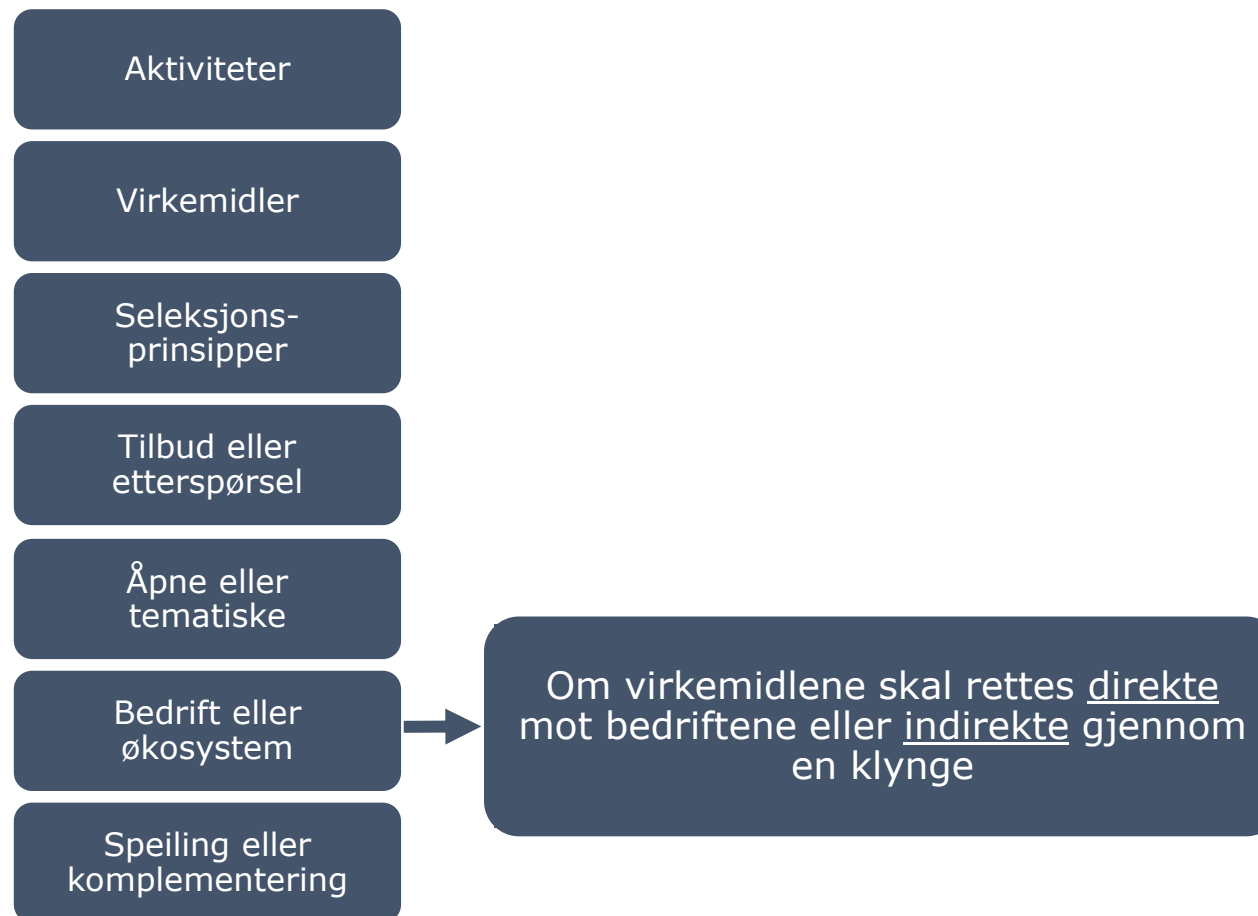 Aktiviteter
Virkemidler
Seleksjons-
prinsipper
Tilbud eller
etterspørsel
Åpne eller
tematiske
Bedrift eller
økosystem
Om virkemidlene skal rettes direkte
mot bedriftene eller indirekte gjennom
en klynge
Speiling eller
komplementering